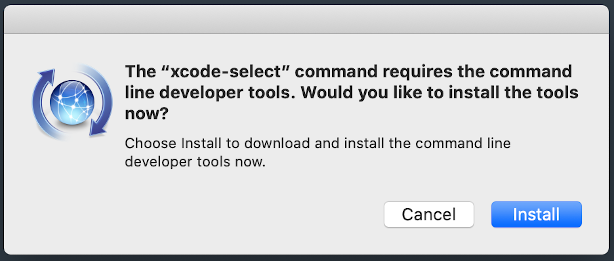 The “xcode-select” command requires the command
line developer tools. Would you like to install the tools
now?
Choose Install to download and install the command line
developer tools now.
Cancel
Install